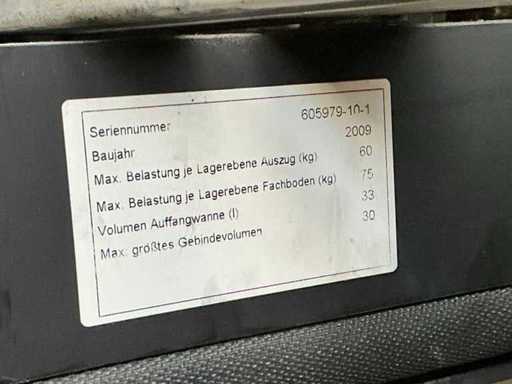 Seriennummer 605979-10-1
Baujahr 2009
Max. Belastung je Lagerebene Auszug (kg) 60
Max. Belastung je Lagerebene Fachboden (kg) 75
Volumen Auffangwanne (l) 33
Max. größtes Gebindevolumen 30